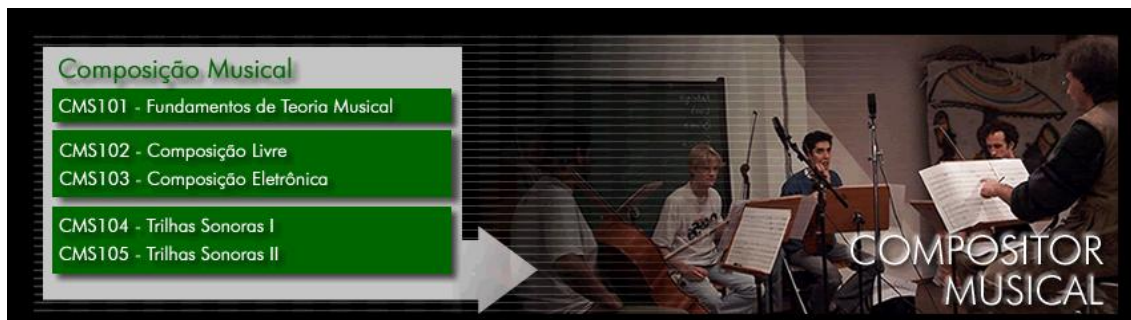 Composição Musical
CMS101 - Fundamentos de Teoria Musical
CMS102 - Composição Livre
CMS103 - Composição Eletrônica
CMS104 - Trilhas Sonoras I
CMS105 - Trilhas Sonoras II
COMPOSITOR
MUSICAL